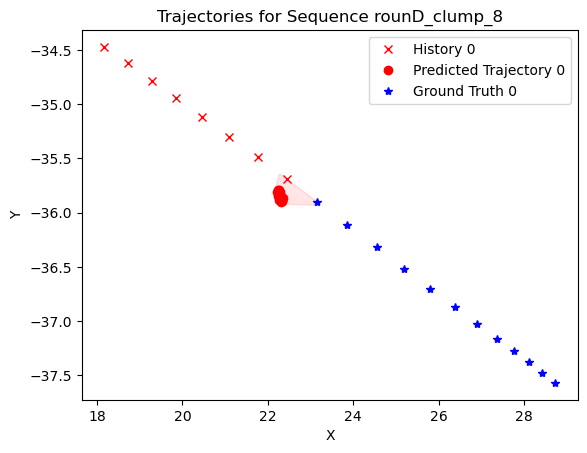 Trajectories for Sequence rounD_clump_8
History 0
Predicted Trajectory 0
Ground Truth 0
−34.5
−35.0
−35.5
−36.0
−36.5
−37.0
−37.5
Y
18
20
22
24
26
28
X